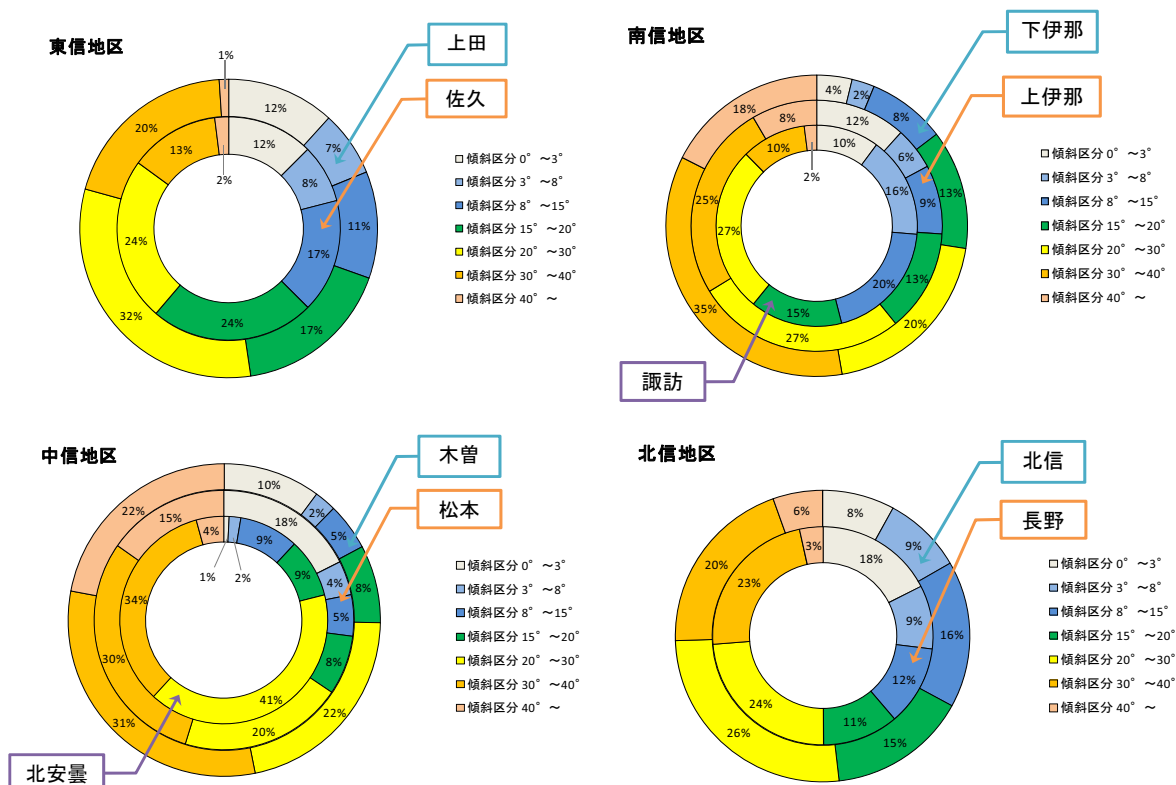 東信地区
上田
佐久
1%
12%
7%
11%
17%
32%
20%
12%
8%
17%
24%
24%
13%
2%
傾斜区分 0° ~3°
傾斜区分 3° ~8°
傾斜区分 8° ~15°
傾斜区分 15° ~20°
傾斜区分 20° ~30°
傾斜区分 30° ~40°
傾斜区分 40° ~
南信地区
下伊那
上伊那
諏訪
4%
2%
8%
13%
20%
35%
18%
12%
6%
9%
13%
27%
25%
8%
10%
16%
20%
15%
27%
10%
2%
傾斜区分 0° ~3°
傾斜区分 3° ~8°
傾斜区分 8° ~15°
傾斜区分 15° ~20°
傾斜区分 20° ~30°
傾斜区分 30° ~40°
傾斜区分 40° ~
中信地区
木曽
松本
北安曇
10%
2%
5%
8%
22%
31%
22%
18%
4%
5%
8%
20%
30%
15%
1%
2%
9%
9%
41%
34%
4%
傾斜区分 0° ~3°
傾斜区分 3° ~8°
傾斜区分 8° ~15°
傾斜区分 15° ~20°
傾斜区分 20° ~30°
傾斜区分 30° ~40°
傾斜区分 40° ~
北信地区
北信
長野
8%
9%
16%
15%
26%
20%
6%
18%
9%
12%
11%
24%
23%
3%
傾斜区分 0° ~3°
傾斜区分 3° ~8°
傾斜区分 8° ~15°
傾斜区分 15° ~20°
傾斜区分 20° ~30°
傾斜区分 30° ~40°
傾斜区分 40° ~